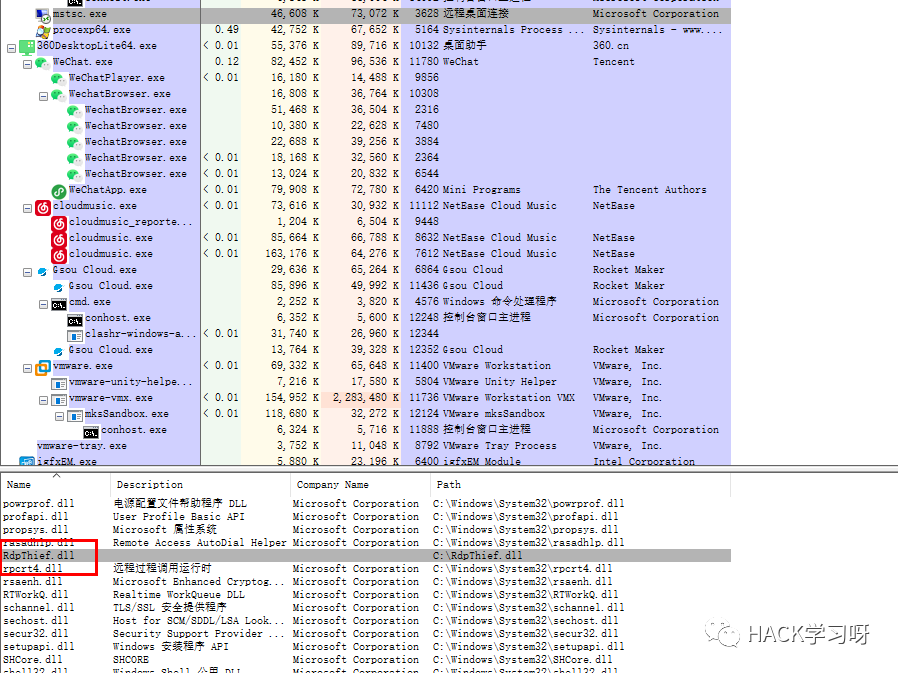 mstsc.exe 46,608 K 73,072 K 3628 远程桌面连接 Microsoft Corporation
procexp64.exe 0.49 42,752 K 67,652 K 5164 Sysinternals Process ... Sysinternals - www....
360DesktopLite64.exe < 0.01 55,376 K 89,716 K 10132 桌面助手 360.cn
WeChat.exe 0.12 82,452 K 96,536 K 11780 WeChat Tencent
WeChatPlayer.exe < 0.01 16,180 K 14,488 K 9856
WechatBrowser.exe 16,808 K 36,764 K 10308
WechatBrowser.exe 51,468 K 36,504 K 2316
WechatBrowser.exe 10,380 K 22,628 K 7480
WechatBrowser.exe 22,688 K 39,256 K 3884
WechatBrowser.exe < 0.01 18,168 K 32,560 K 2364
WechatBrowser.exe < 0.01 13,024 K 20,832 K 6544
WeChatApp.exe < 0.01 79,908 K 72,780 K 6420 Mini Programs The Tencent Authors
cloudmusic.exe < 0.01 73,616 K 30,932 K 11112 NetEase Cloud Music NetEase
cloudmusic_reporte... 1,204 K 6,504 K 9448
cloudmusic.exe < 0.01 85,664 K 66,788 K 8632 NetEase Cloud Music NetEase
cloudmusic.exe < 0.01 163,176 K 64,276 K 7612 NetEase Cloud Music NetEase
Gsou Cloud.exe 29,636 K 65,264 K 6864 Gsou Cloud Rocket Maker
Gsou Cloud.exe 85,896 K 49,992 K 11436 Gsou Cloud Rocket Maker
cmd.exe 2,252 K 3,820 K 4576 Windows 命令处理程序 Microsoft Corporation
conhost.exe 6,352 K 5,600 K 12248 控制台窗口主进程 Microsoft Corporation
clashr-windows-a... < 0.01 31,740 K 26,960 K 12344
Gsou Cloud.exe 13,764 K 39,328 K 12352 Gsou Cloud Rocket Maker
vmware.exe < 0.01 69,332 K 65,648 K 11400 VMware Workstation VMware, Inc.
vmware-unity-helpe... 7,216 K 17,580 K 5804 VMware Unity Helper VMware, Inc.
vmware-vmx.exe < 0.01 154,952 K 2,283,480 K 11736 VMware Workstation VMX VMware, Inc.
mksSandbox.exe < 0.01 118,680 K 32,272 K 12124 VMware mksSandbox VMware, Inc.
conhost.exe 6,324 K 5,716 K 11888 控制台窗口主进程 Microsoft Corporation
vmware-tray.exe 3,752 K 11,048 K 8792 VMware Tray Process VMware, Inc.
igfxEM.exe 5,880 K 23,196 K 6400 igfxEM Module Intel Corporation
Name Description Company Name Path
powrprof.dll 电源配置文件帮助程序 DLL Microsoft Corporation C:\Windows\System32\powrprof.dll
profapi.dll User Profile Basic API Microsoft Corporation C:\Windows\System32\profapi.dll
propsys.dll Microsoft 属性系统 Microsoft Corporation C:\Windows\System32\propsys.dll
rasadhlp.dll Remote Access AutoDial Helper Microsoft Corporation C:\Windows\System32\rasadhlp.dll
RdpThief.dll C:\RdpThief.dll
rpcrt4.dll 远程过程调用运行时 Microsoft Corporation C:\Windows\System32\rpcrt4.dll
rsaenh.dll Microsoft Enhanced Cryptog... Microsoft Corporation C:\Windows\System32\rsaenh.dll
RTWorkQ.dll Realtime WorkQueue DLL Microsoft Corporation C:\Windows\System32\RTWorkQ.dll
schannel.dll TLS/SSL 安全提供程序 Microsoft Corporation C:\Windows\System32\schannel.dll
sechost.dll Host for SCM/SDDL/LSA Look... Microsoft Corporation C:\Windows\System32\sechost.dll
secur32.dll Security Support Provider ... Microsoft Corporation C:\Windows\System32\secur32.dll
setupapi.dll Windows 安装程序 API Microsoft Corporation C:\Windows\System32\setupapi.dll
SHCore.dll SHCORE Microsoft Corporation C:\Windows\System32\SHCore.dll
shell32.dll Windows Shell 公用 DLL Microsoft Corporation C:\Windows\System32\shell32.dll
HACK学习呀